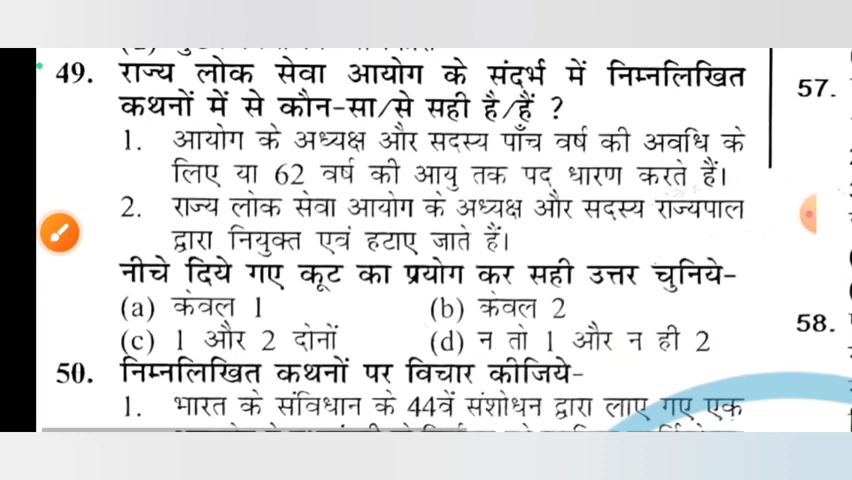 49. राज्य लोक सेवा आयोग के संदर्भ में निम्नलिखित
कथनों में से कौन-सा/से सही है/हैं ?
1. आयोग के अध्यक्ष और सदस्य पाँच वर्ष की अवधि के
लिए या 62 वर्ष की आयु तक पद धारण करते हैं।
2. राज्य लोक सेवा आयोग के अध्यक्ष और सदस्य राज्यपाल
द्वारा नियुक्त एवं हटाए जाते हैं।
नीचे दिये गए कूट का प्रयोग कर सही उत्तर चुनिये-
(a) केवल 1 (b) केवल 2
(c) 1 और 2 दोनों (d) न तो 1 और न ही 2
50. निम्नलिखित कथनों पर विचार कीजिये-
1. भारत के संविधान के 44वें संशोधन द्वारा लाए गए एक
57.
58.